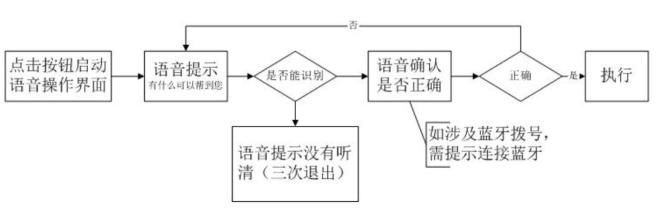 否
点击按钮启动
语音操作界面
语音提示
有什么可以帮到您
是否能识别
语音确认
是否正确
正确
是
执行
语音提示没有听
清（三次退出）
如涉及蓝牙拨号，
需提示连接蓝牙